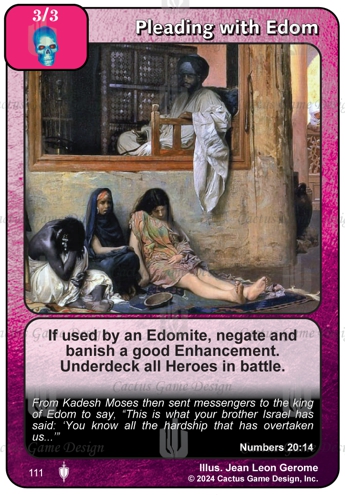 3/3
Pleading with Edom
If used by an Edomite, negate and
banish a good Enhancement.
Underdeck all Heroes in battle.
Cactus Game Design
From Kadesh Moses then sent messengers to the king
of Edom to say, “This is what your brother Israel has
said: ‘You know all the hardship that has overtaken
us...’”
Numbers 20:14
Illus. Jean Leon Gerome
111
© 2024 Cactus Game Design, Inc.